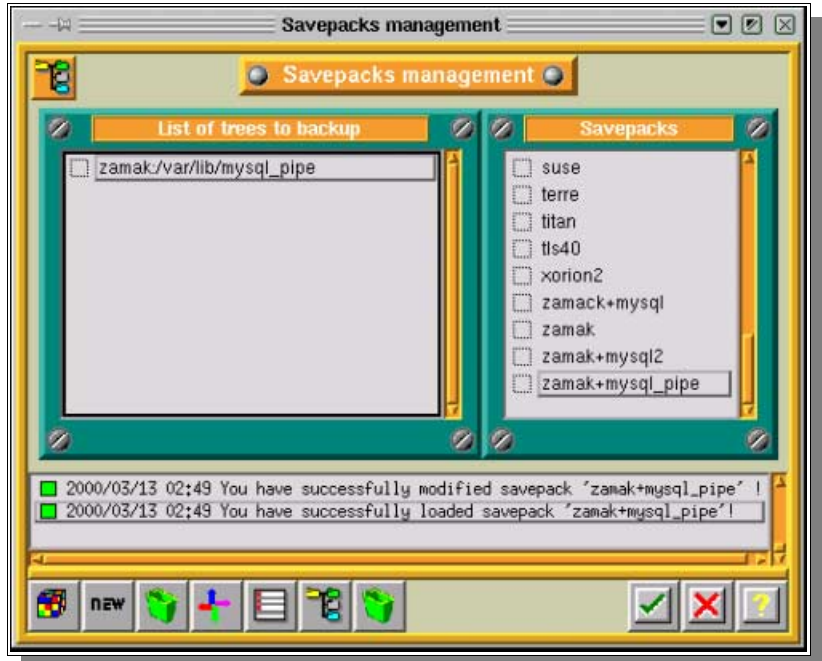 Savepacks management
Savepacks management
List of trees to backup
zamak:/var/lib/mysql_pipe
Savepacks
suse
terre
titan
tls40
xorion2
zamack+mysql
zamak
zamak+mysql2
zamak+mysql_pipe
2000/03/13 02:49 You have successfully modified savepack 'zamak+mysql_pipe' !
2000/03/13 02:49 You have successfully loaded savepack 'zamak+mysql_pipe'!
new
?